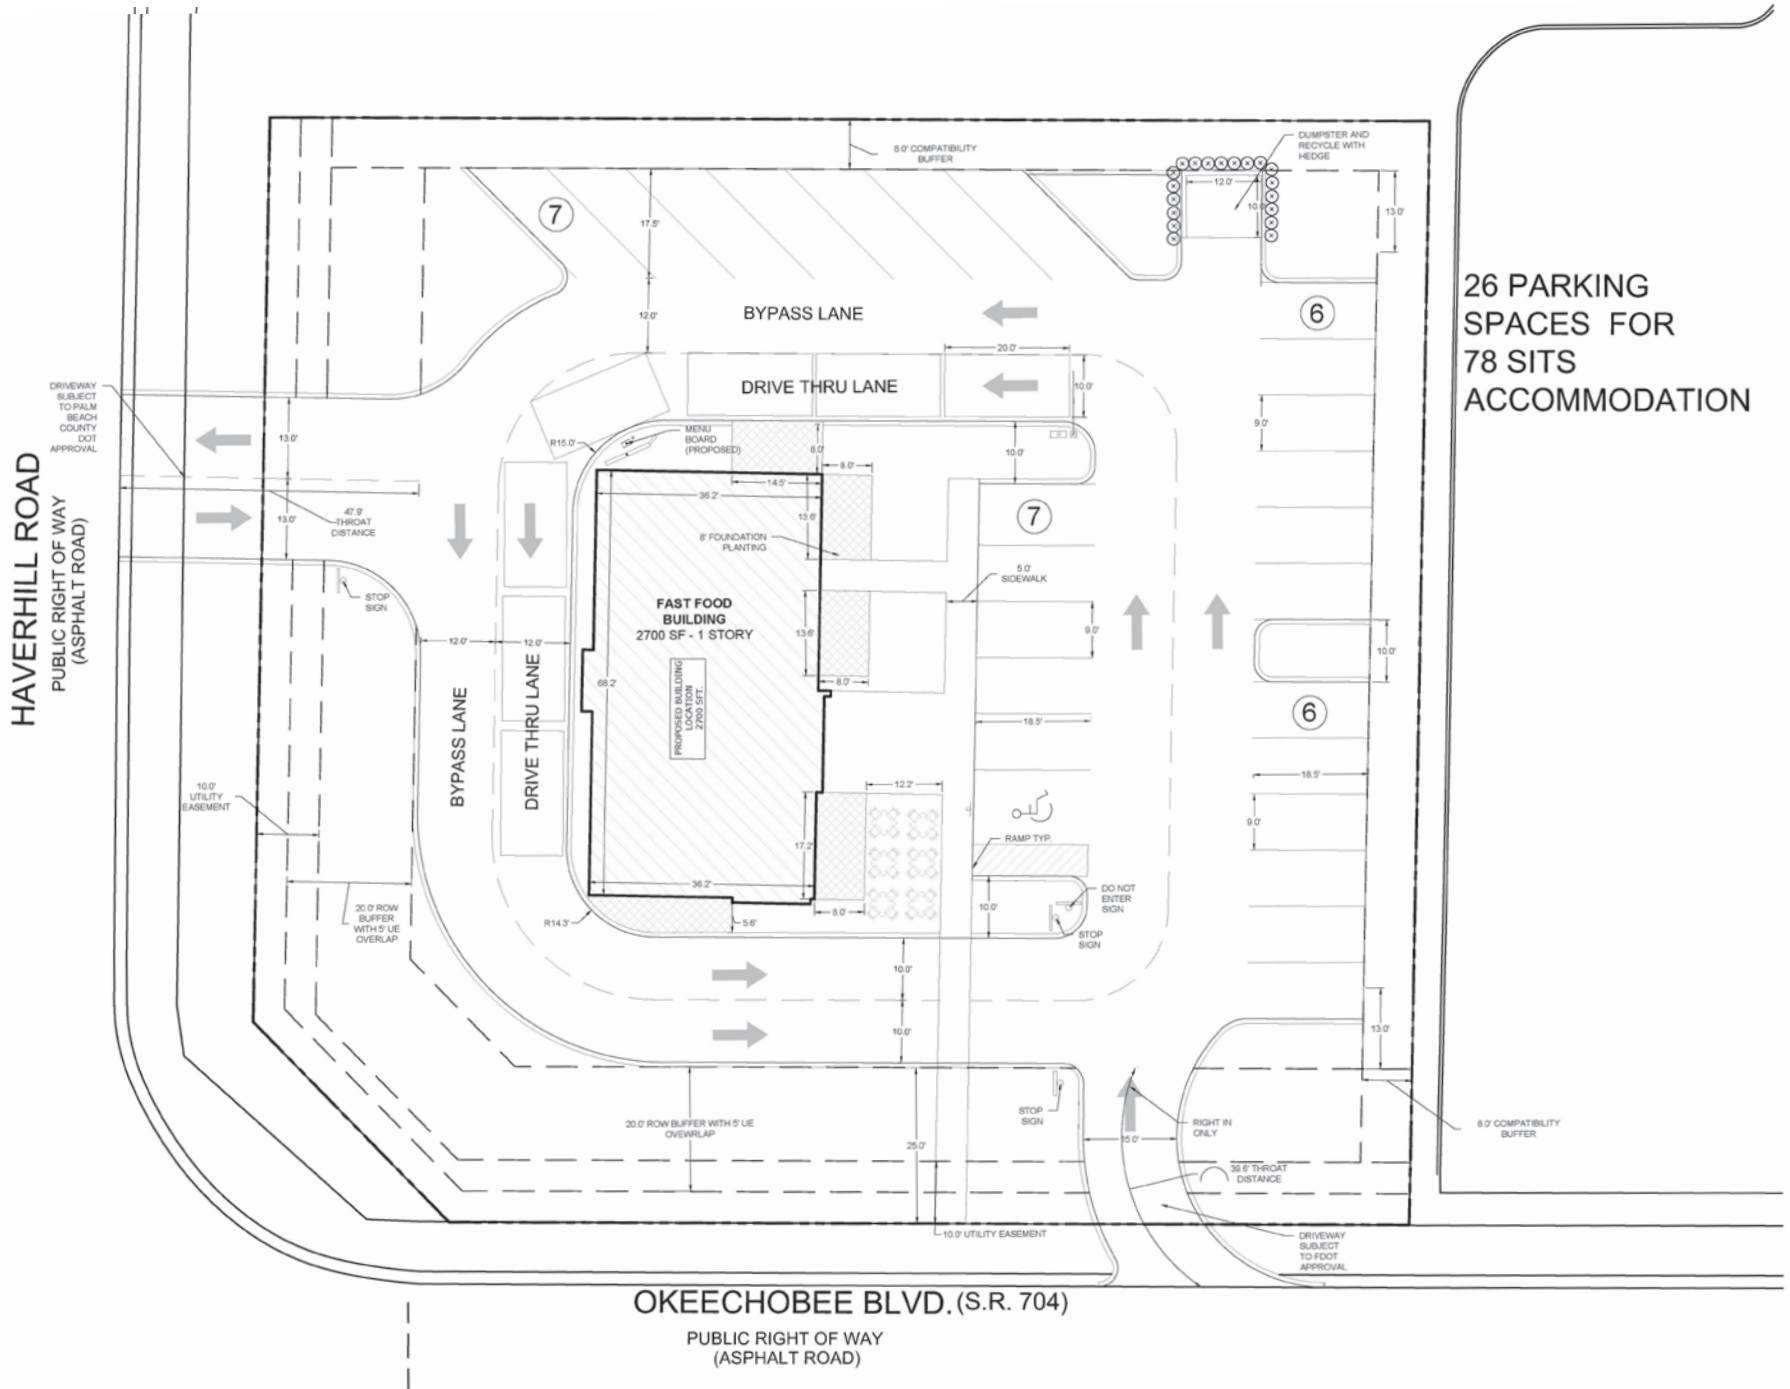 8.0' COMPATIBILITY
BUFFER
DUMPSTER AND
RECYCLE WITH
HEDGE
12.0'
13.0'
7
17.5'
26 PARKING
SPACES FOR
78 SITS
ACCOMMODATION
6
12.0'
BYPASS LANE
20.0'
DRIVE THRU LANE
10.0'
DRIVEWAY
SUBJECT
TO PALM
BEACH
COUNTY
DOT
APPROVAL
9.0'
13.0'
R15.0'
MENU
BOARD
(PROPOSED)
8.0'
10.0'
8.0'
14.5'
36.2'
47.9'
THROAT
DISTANCE
13.0'
13.6'
7
8' FOUNDATION
PLANTING
HAVERHILL ROAD
PUBLIC RIGHT OF WAY
(ASPHALT ROAD)
STOP
SIGN
5.0'
SIDEWALK
FAST FOOD
BUILDING
2700 SF - 1 STORY
13.6'
9.0'
12.0'
12.0'
10.0'
68.2'
8.0'
PROPOSED BUILDING
LOCATION
2700 SFT.
BYPASS LANE
DRIVE THRU LANE
18.5'
6
18.5'
10.0'
UTILITY
EASEMENT
12.2'
9.0'
17.2'
RAMP TYP.
36.2'
20.0' ROW
BUFFER
WITH 5' UE
OVERLAP
R14.3'
5.6'
8.0'
10.0'
DO NOT
ENTER
SIGN
STOP
SIGN
10.0'
10.0'
13.0'
20.0' ROW BUFFER WITH 5' UE
OVEWRLAP
25.0'
STOP
SIGN
RIGHT IN
ONLY
15.0'
8.0' COMPATIBILITY
BUFFER
39.6' THROAT
DISTANCE
10.0' UTILITY EASEMENT
DRIVEWAY
SUBJECT
TO FDOT
APPROVAL
OKEECHOBEE BLVD. (S.R. 704)
PUBLIC RIGHT OF WAY
(ASPHALT ROAD)